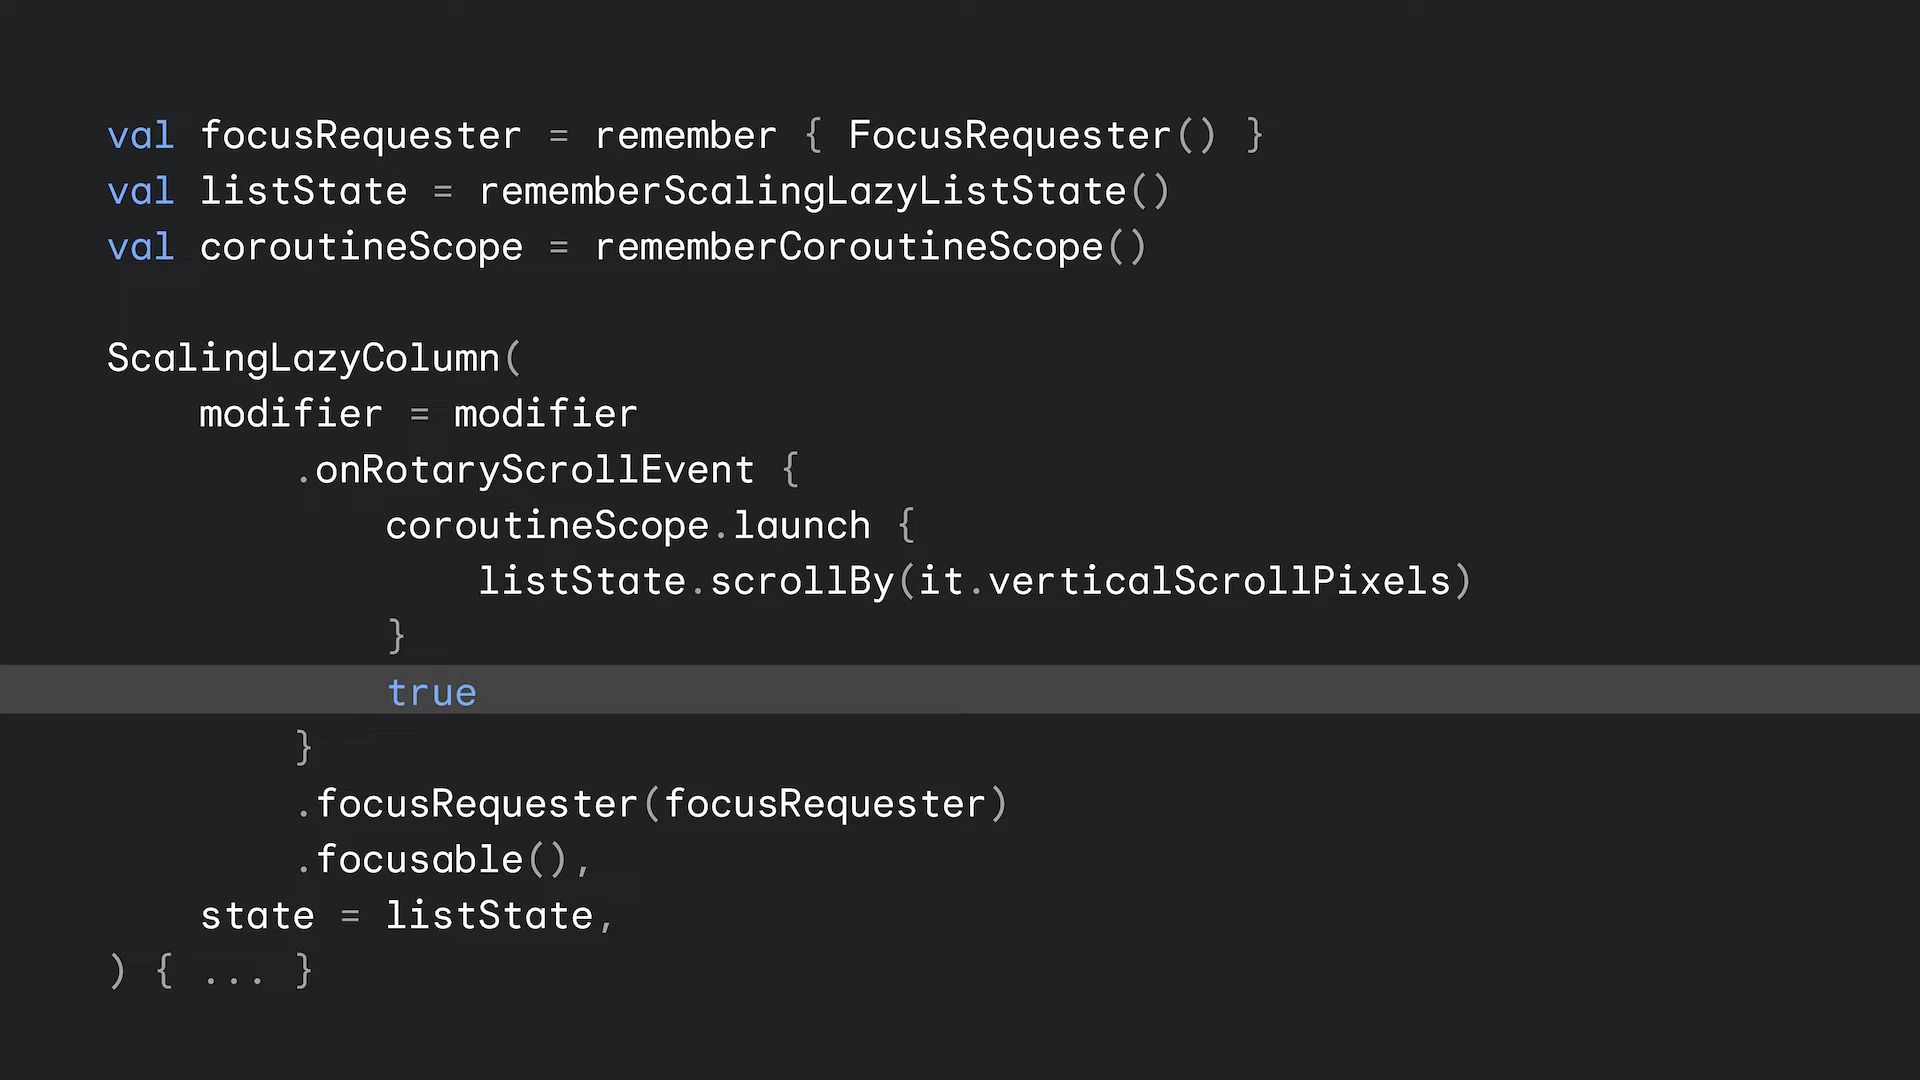 val focusRequester = remember { FocusRequester() }
val listState = rememberScalingLazyListState()
val coroutineScope = rememberCoroutineScope()

ScalingLazyColumn(
    modifier = modifier
        .onRotaryScrollEvent {
            coroutineScope.launch {
                listState.scrollBy(it.verticalScrollPixels)
            }
            true
        }
        .focusRequester(focusRequester)
        .focusable(),
    state = listState,
) { ... }